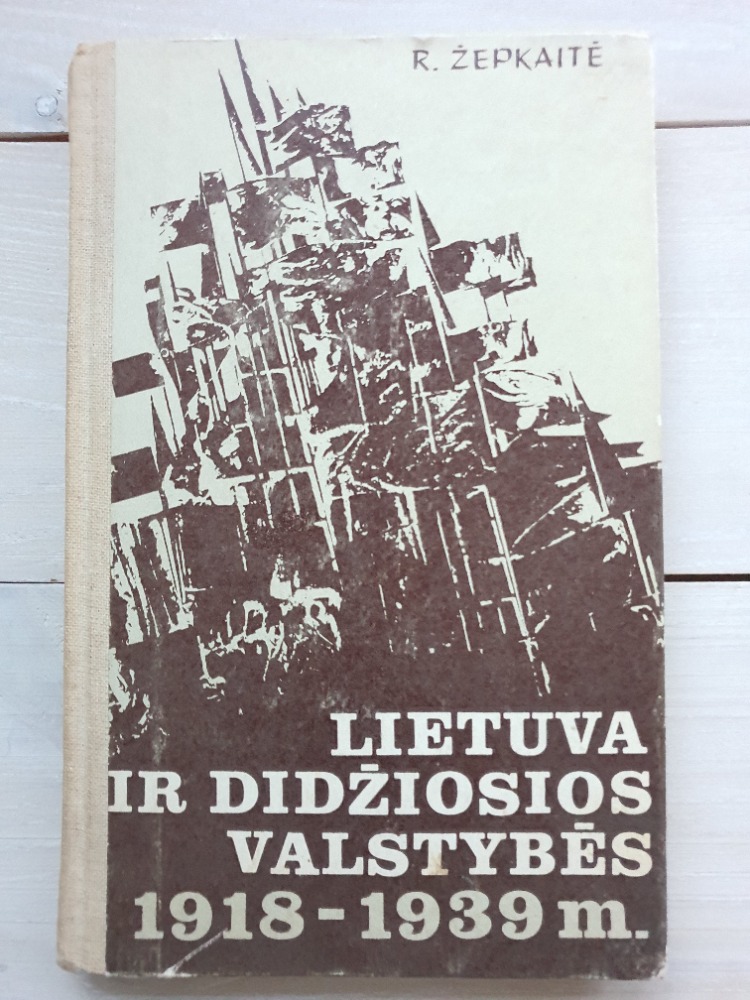 R. ŽEPKAITĖ
LIETUVA
IR DIDŽIOSIOS
VALSTYBĖS
1918-1939 m.